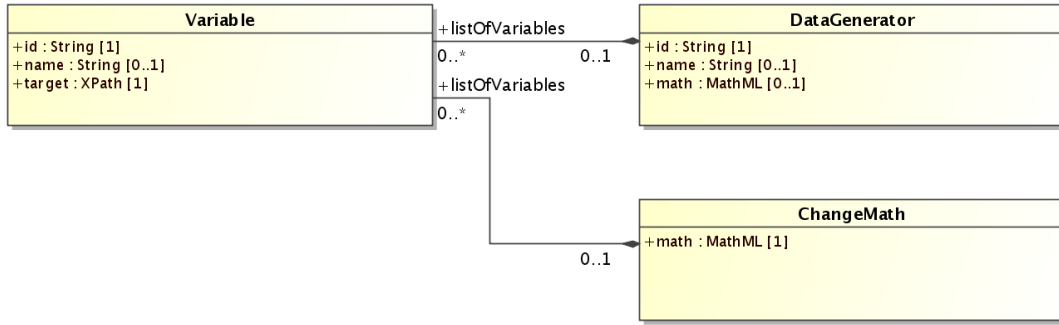 Variable
+id : String [1]
+name : String [0..1]
+target : XPath [1]
+listOfVariables
0..*
0..1
+listOfVariables
0..*
DataGenerator
+id : String [1]
+name : String [0..1]
+math : MathML [0..1]
ChangeMath
+math : MathML [1]
0..1